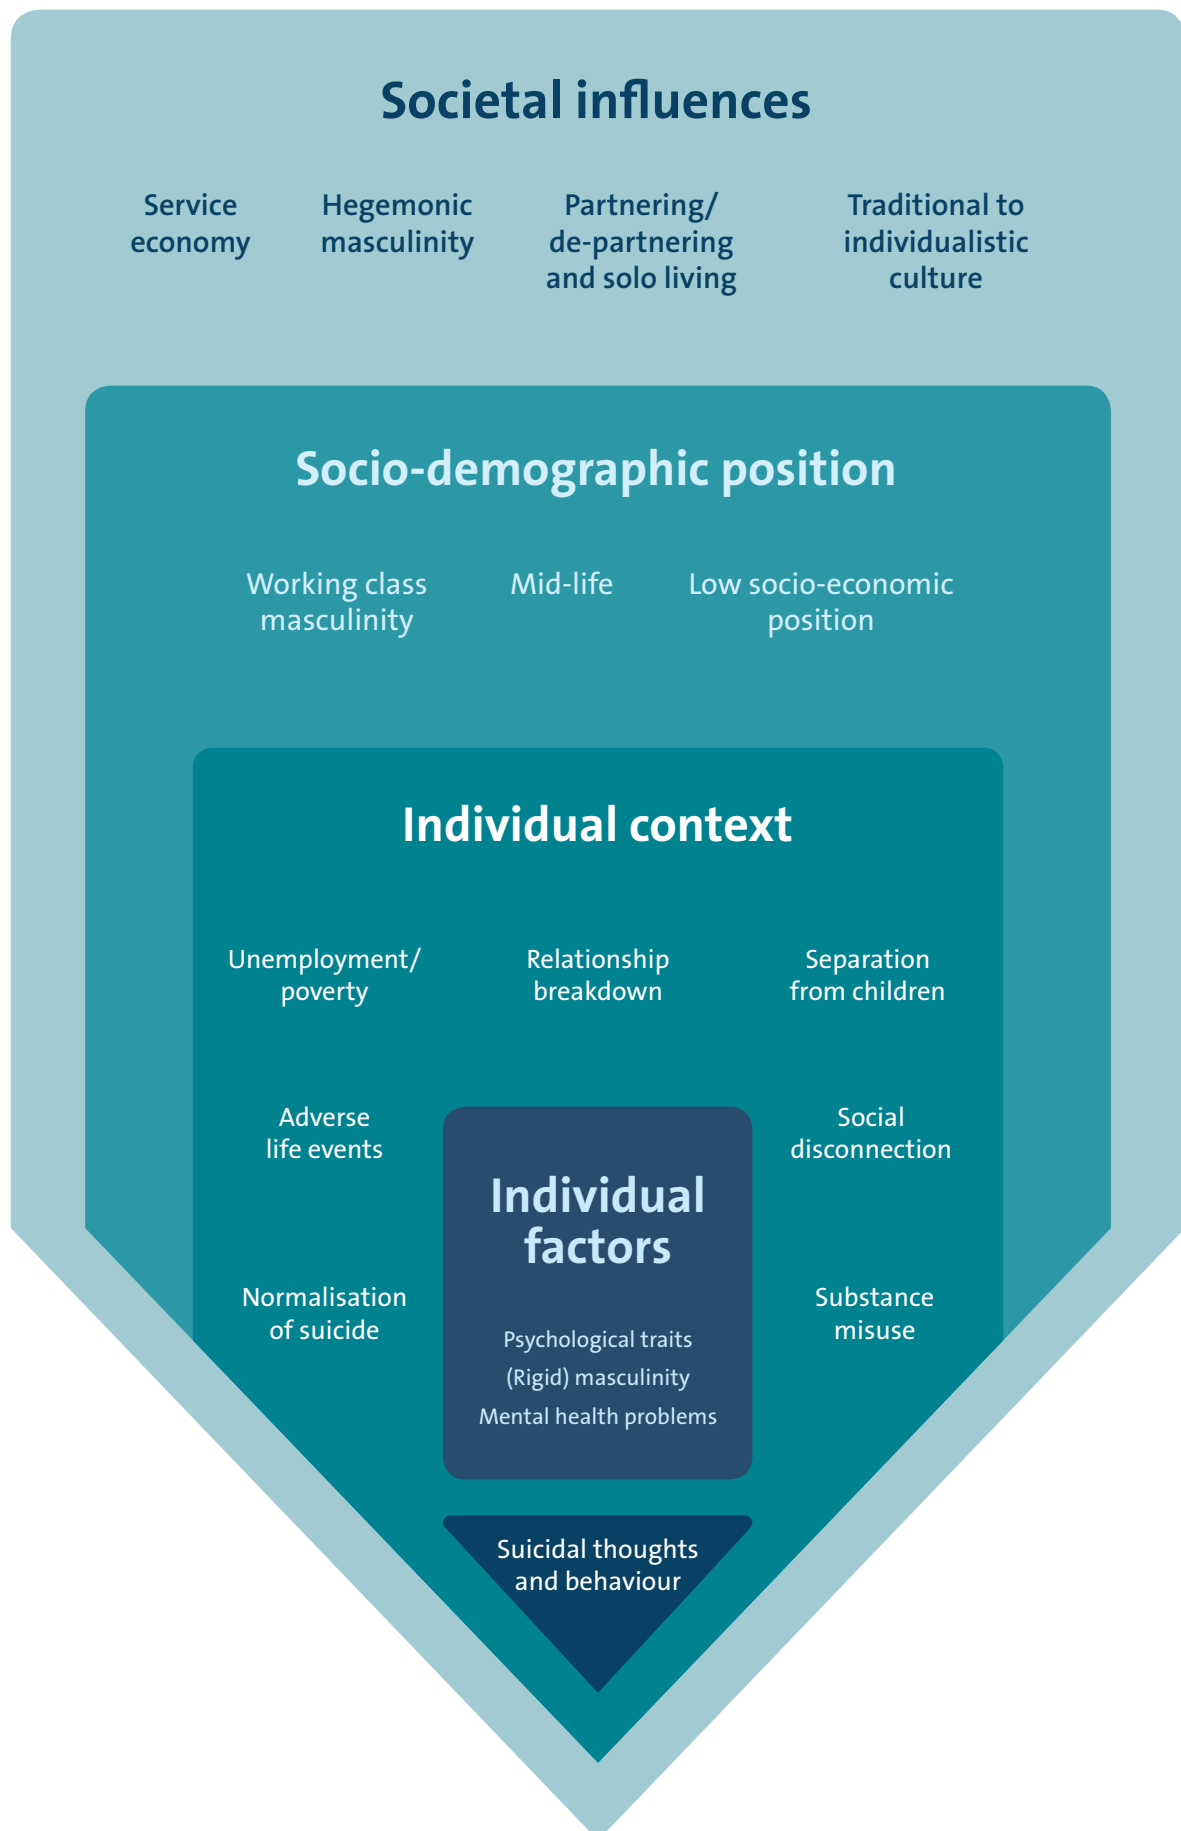 Societal influences
Service
economy
Hegemonic
masculinity
Partnering/
de-partnering
and solo living
Traditional to
individualistic
culture
Socio-demographic position
Working class
masculinity
Mid-life
Low socio-economic
position
Individual context
Unemployment/
poverty
Relationship
breakdown
Separation
from children
Adverse
life events
Social
disconnection
Individual
factors
Normalisation
of suicide
Substance
misuse
Psychological traits
(Rigid) masculinity
Mental health problems
Suicidal thoughts
and behaviour